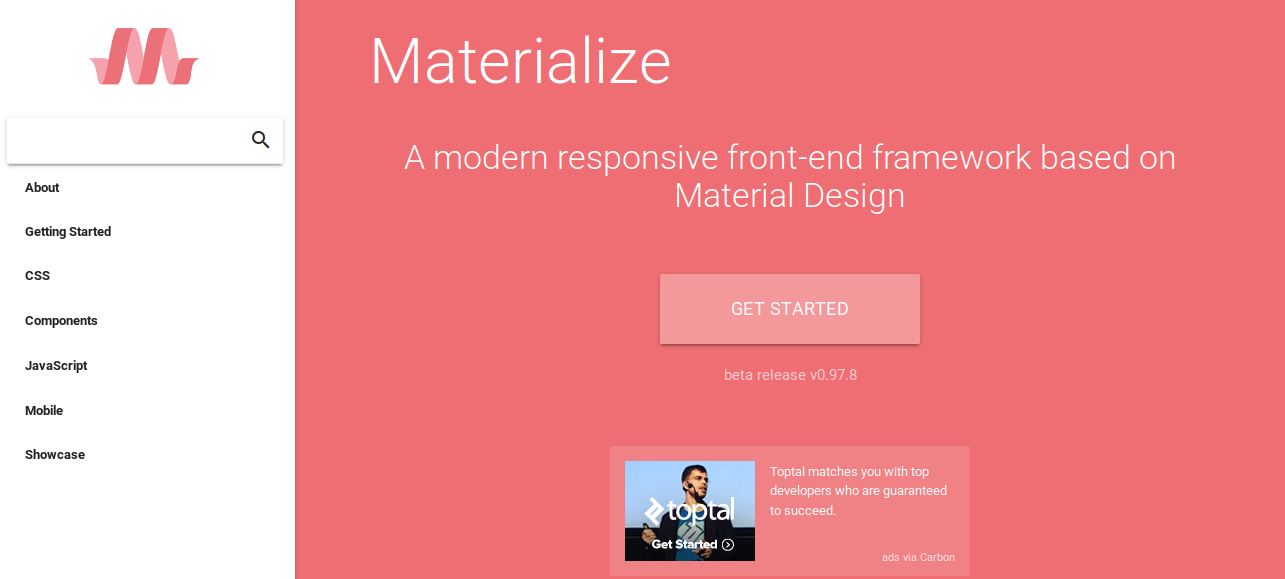 About
Getting Started
CSS
Components
JavaScript
Mobile
Showcase
Materialize
A modern responsive front-end framework based on
Material Design
GET STARTED
beta release v0.97.8
toptal
Get Started
Toptal matches you with top
developers who are guaranteed
to succeed.
ads via Carbon